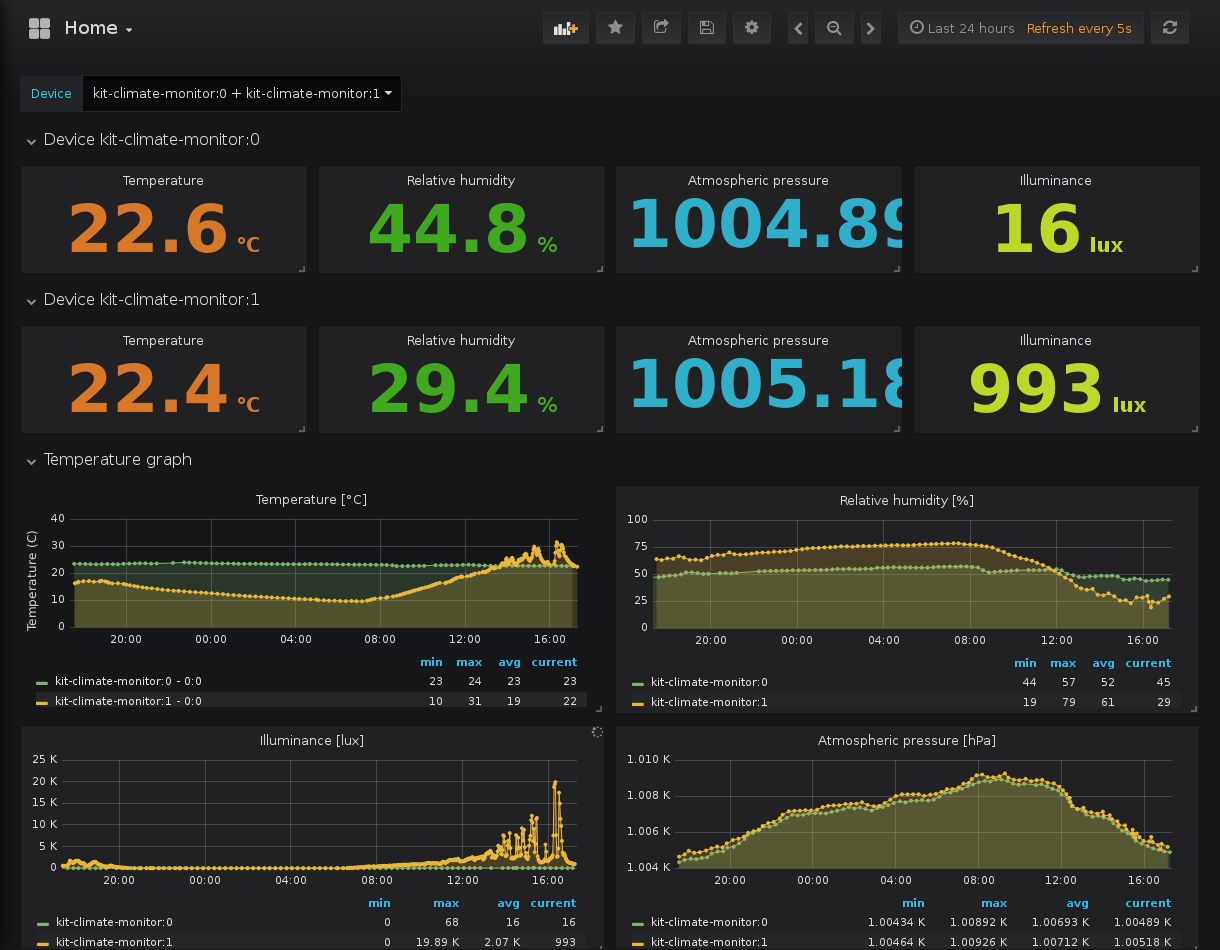 Home
Last 24 hours Refresh every 5s
Device kit-climate-monitor:0 + kit-climate-monitor:1
Device kit-climate-monitor:0
Temperature Relative humidity Atmospheric pressure Illuminance
22.6 °C 44.8 % 1004.89 16 lux
Device kit-climate-monitor:1
Temperature Relative humidity Atmospheric pressure Illuminance
22.4 °C 29.4 % 1005.18 993 lux
Temperature graph
Temperature [°C]
Temperature (C)
40
30
20
10
0
20:00 00:00 04:00 08:00 12:00 16:00
min max avg current
kit-climate-monitor:0 - 0:0 23 24 23 23
kit-climate-monitor:1 - 0:0 10 31 19 22
Relative humidity [%]
100
75
50
25
0
20:00 00:00 04:00 08:00 12:00 16:00
min max avg current
kit-climate-monitor:0 44 57 52 45
kit-climate-monitor:1 19 79 61 29
Illuminance [lux]
25 K
20 K
15 K
10 K
5 K
0
20:00 00:00 04:00 08:00 12:00 16:00
min max avg current
kit-climate-monitor:0 0 68 16 16
kit-climate-monitor:1 0 19.89 K 2.07 K 993
Atmospheric pressure [hPa]
1.010 K
1.008 K
1.006 K
1.004 K
20:00 00:00 04:00 08:00 12:00 16:00
min max avg current
kit-climate-monitor:0 1.00434 K 1.00892 K 1.00693 K 1.00489 K
kit-climate-monitor:1 1.00464 K 1.00926 K 1.00712 K 1.00518 K